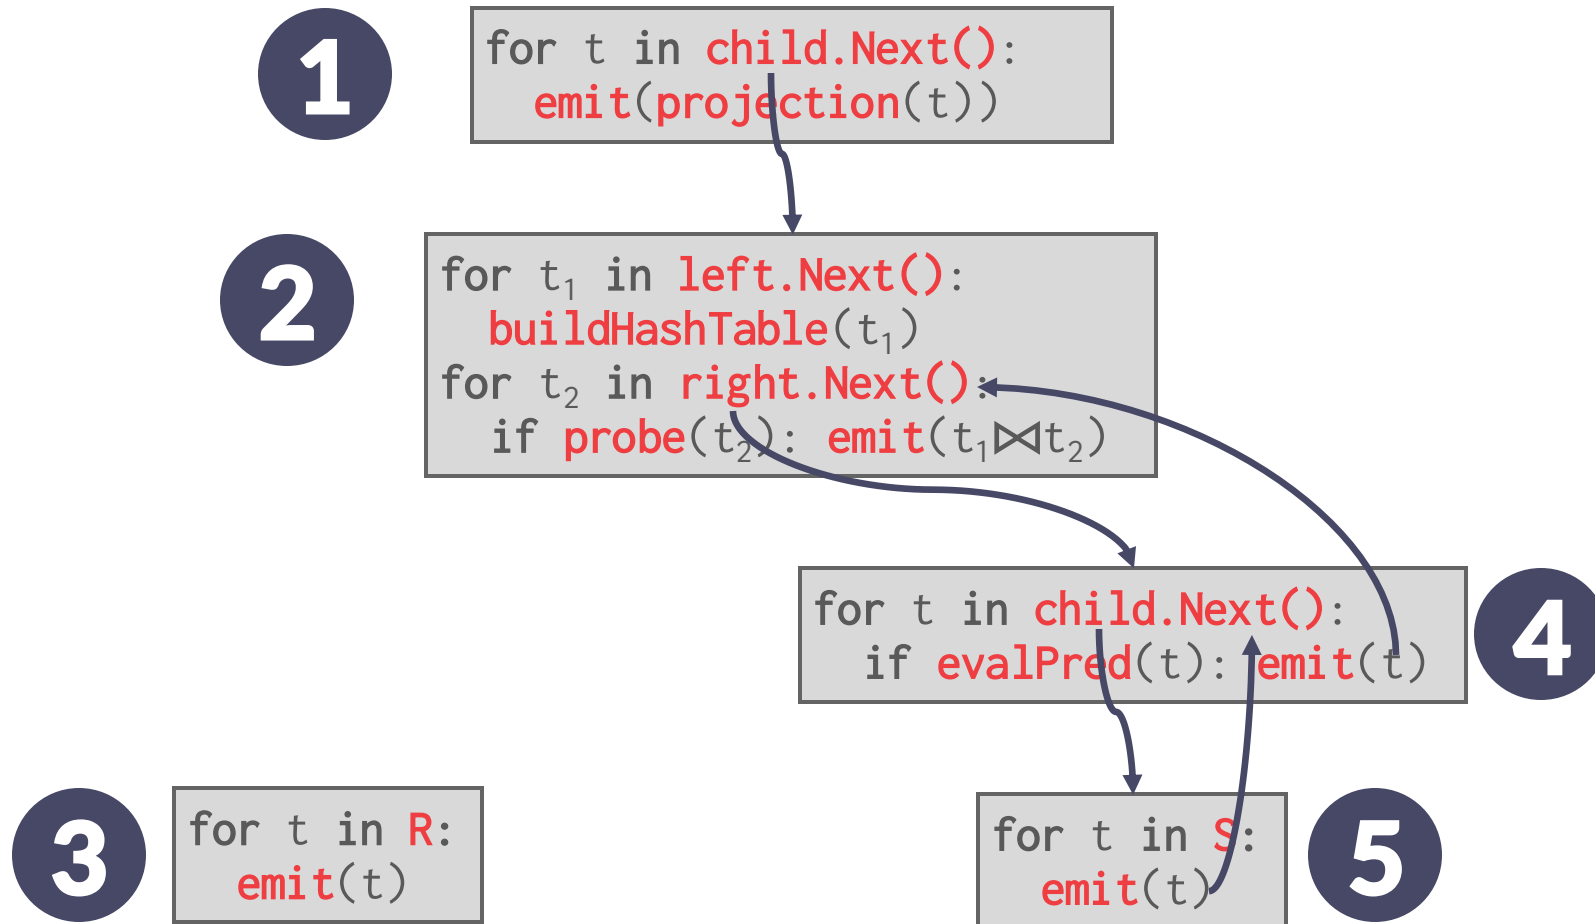 1
for t in child.Next():
emit(projection(t))
2
for t₁ in left.Next():
buildHashTable(t₁)
for t₂ in right.Next():
if probe(t₂): emit(t₁⋈t₂)
for t in child.Next():
if evalPred(t): emit(t)
4
3
for t in R:
emit(t)
for t in S:
emit(t)
5